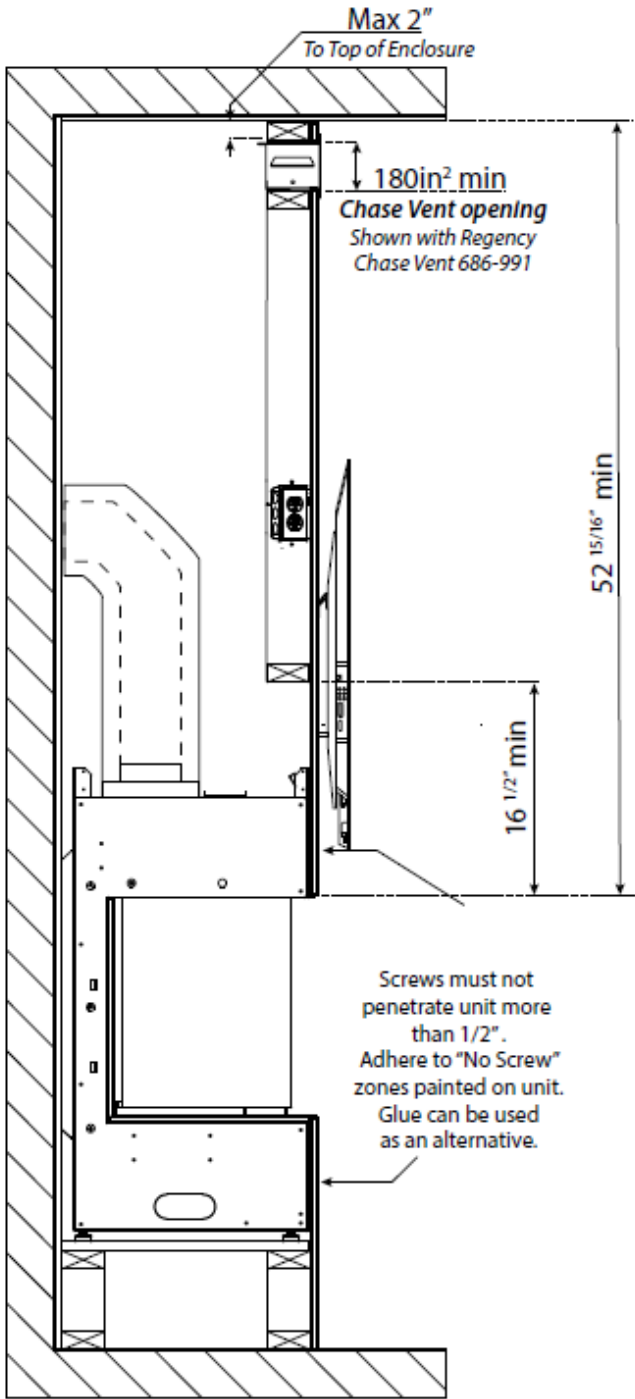 Max 2"
To Top of Enclosure
180in² min
Chase Vent opening
Shown with Regency
Chase Vent 686-991
52 15/16" min
16 1/2" min
Screws must not
penetrate unit more
than 1/2" .
Adhere to "No Screw"
zones painted on unit.
Glue can be used
as an alternative.